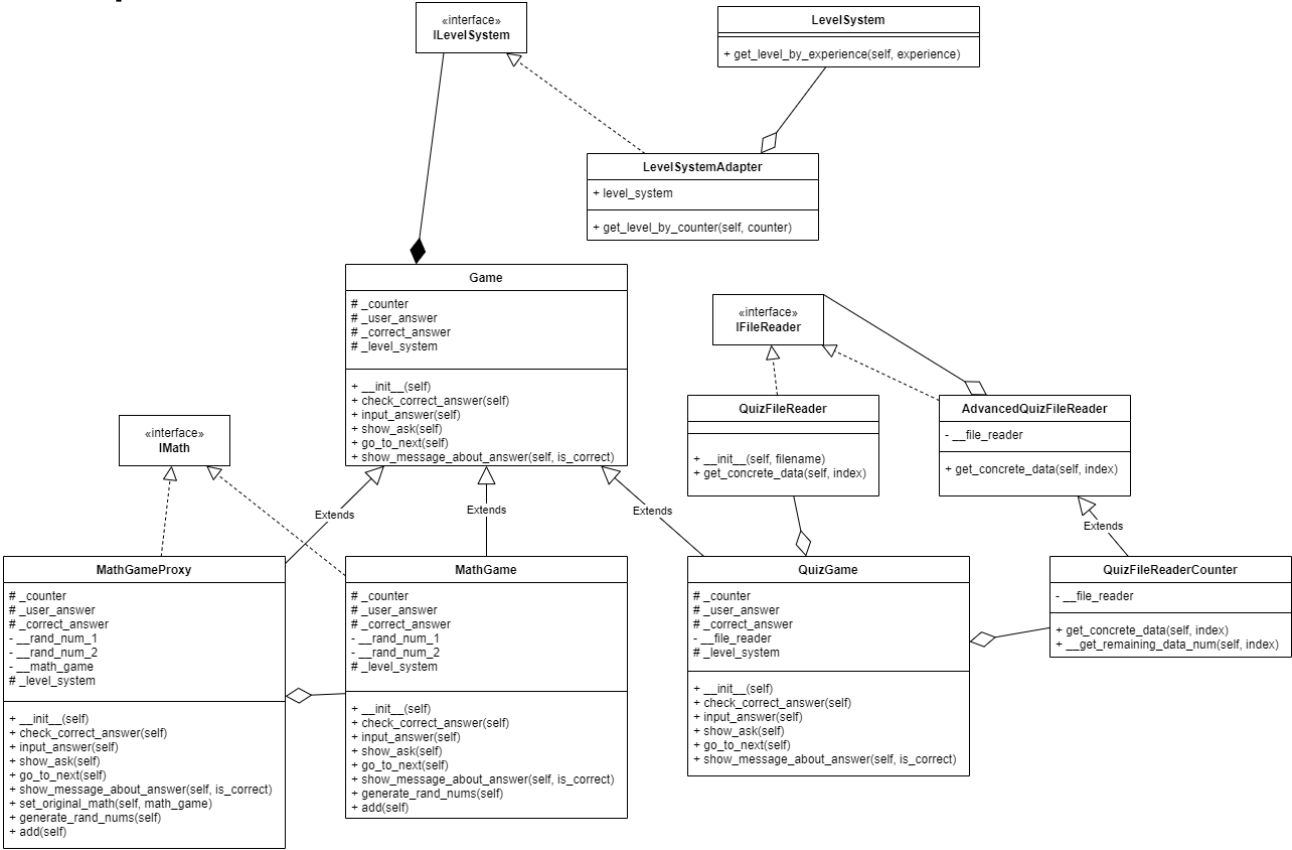 «interface»
ILevelSystem
LevelSystem
+ get_level_by_experience(self, experience)
LevelSystemAdapter
+ level_system
+ get_level_by_counter(self, counter)
Game
# _counter
# _user_answer
# _correct_answer
# _level_system
+ __init__(self)
+ check_correct_answer(self)
+ input_answer(self)
+ show_ask(self)
+ go_to_next(self)
+ show_message_about_answer(self, is_correct)
«interface»
IFileReader
QuizFileReader
+ __init__(self, filename)
+ get_concrete_data(self, index)
AdvancedQuizFileReader
- __file_reader
+ get_concrete_data(self, index)
«interface»
IMath
Extends
Extends
Extends
Extends
MathGameProxy
# _counter
# _user_answer
# _correct_answer
- __rand_num_1
- __rand_num_2
- __math_game
# _level_system
+ __init__(self)
+ check_correct_answer(self)
+ input_answer(self)
+ show_ask(self)
+ go_to_next(self)
+ show_message_about_answer(self, is_correct)
+ set_original_math(self, math_game)
+ generate_rand_nums(self)
+ add(self)
MathGame
# _counter
# _user_answer
# _correct_answer
- __rand_num_1
- __rand_num_2
# _level_system
+ __init__(self)
+ check_correct_answer(self)
+ input_answer(self)
+ show_ask(self)
+ go_to_next(self)
+ show_message_about_answer(self, is_correct)
+ generate_rand_nums(self)
+ add(self)
QuizGame
# _counter
# _user_answer
# _correct_answer
- __file_reader
# _level_system
+ __init__(self)
+ check_correct_answer(self)
+ input_answer(self)
+ show_ask(self)
+ go_to_next(self)
+ show_message_about_answer(self, is_correct)
QuizFileReaderCounter
- __file_reader
+ get_concrete_data(self, index)
+ __get_remaining_data_num(self, index)